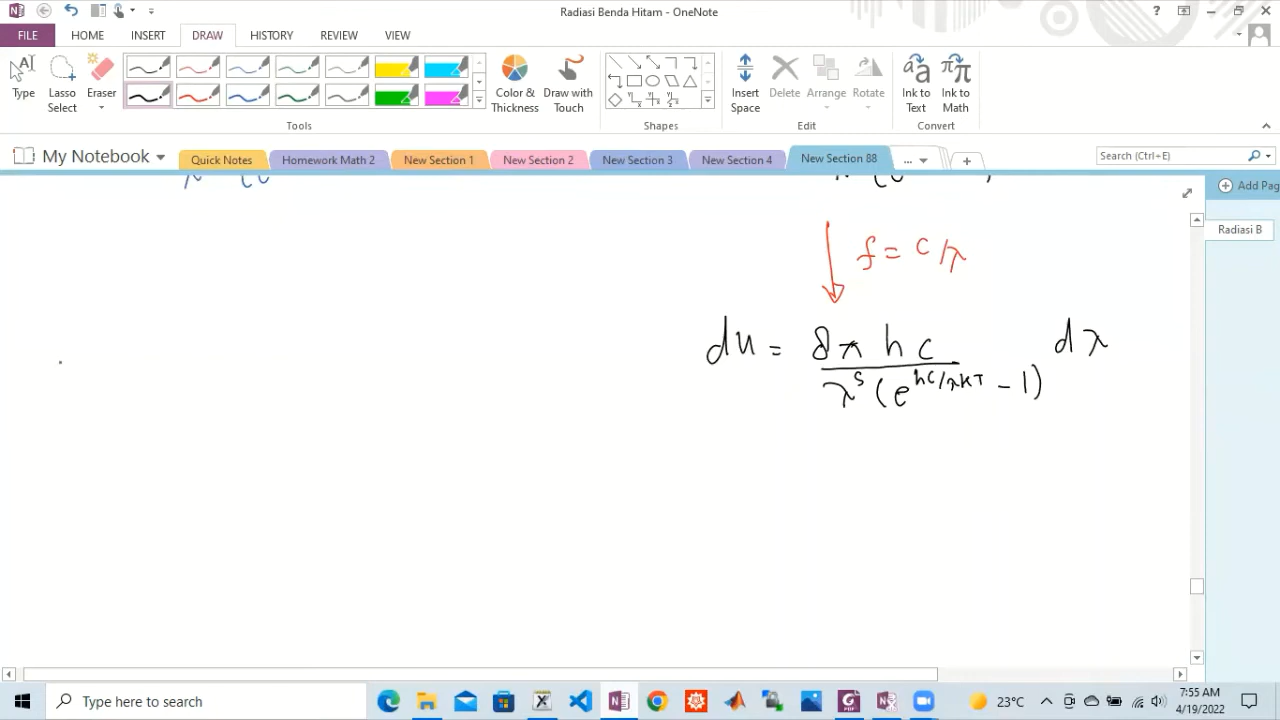 Radiasi Benda Hitam - OneNote
FILE HOME INSERT DRAW HISTORY REVIEW VIEW
Type
Lasso Select
Eraser
Color & Thickness
Draw with Touch
Insert Space
Delete
Arrange
Rotate
Ink to Text
Ink to Math
Tools
Shapes
Edit
Convert
My Notebook
Quick Notes
Homework Math 2
New Section 1
New Section 2
New Section 3
New Section 4
New Section 88
...
Search (Ctrl+E)
Add Pag
Radiasi B
f = c/λ
du = 8π h c / λ⁵ (e^{hc/λkT} - 1) dλ
Type here to search
23°C
7:55 AM
4/19/2022